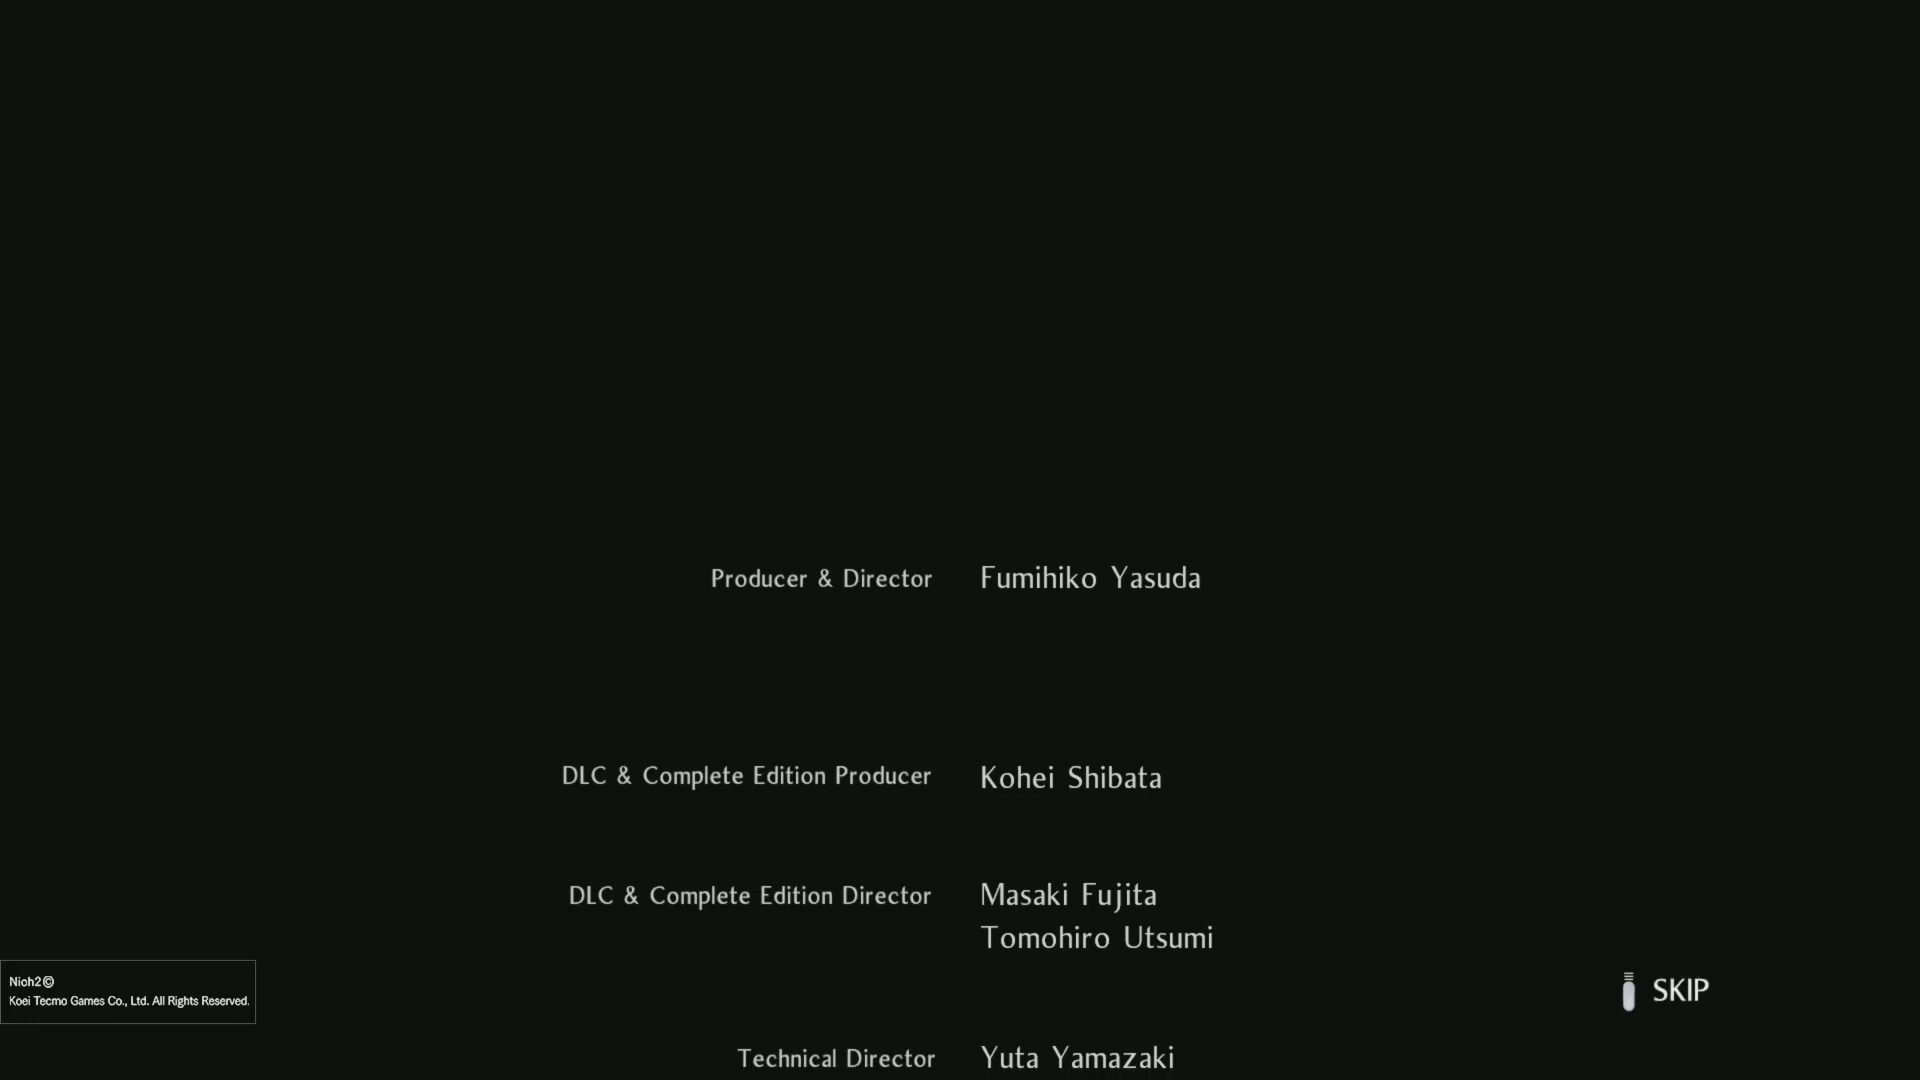 Producer & Director Fumihiko Yasuda
DLC & Complete Edition Producer Kohei Shibata
DLC & Complete Edition Director Masaki Fujita
Tomohiro Utsumi
Nioh2©
Koei Tecmo Games Co., Ltd. All Rights Reserved.
SKIP
Technical Director Yuta Yamazaki